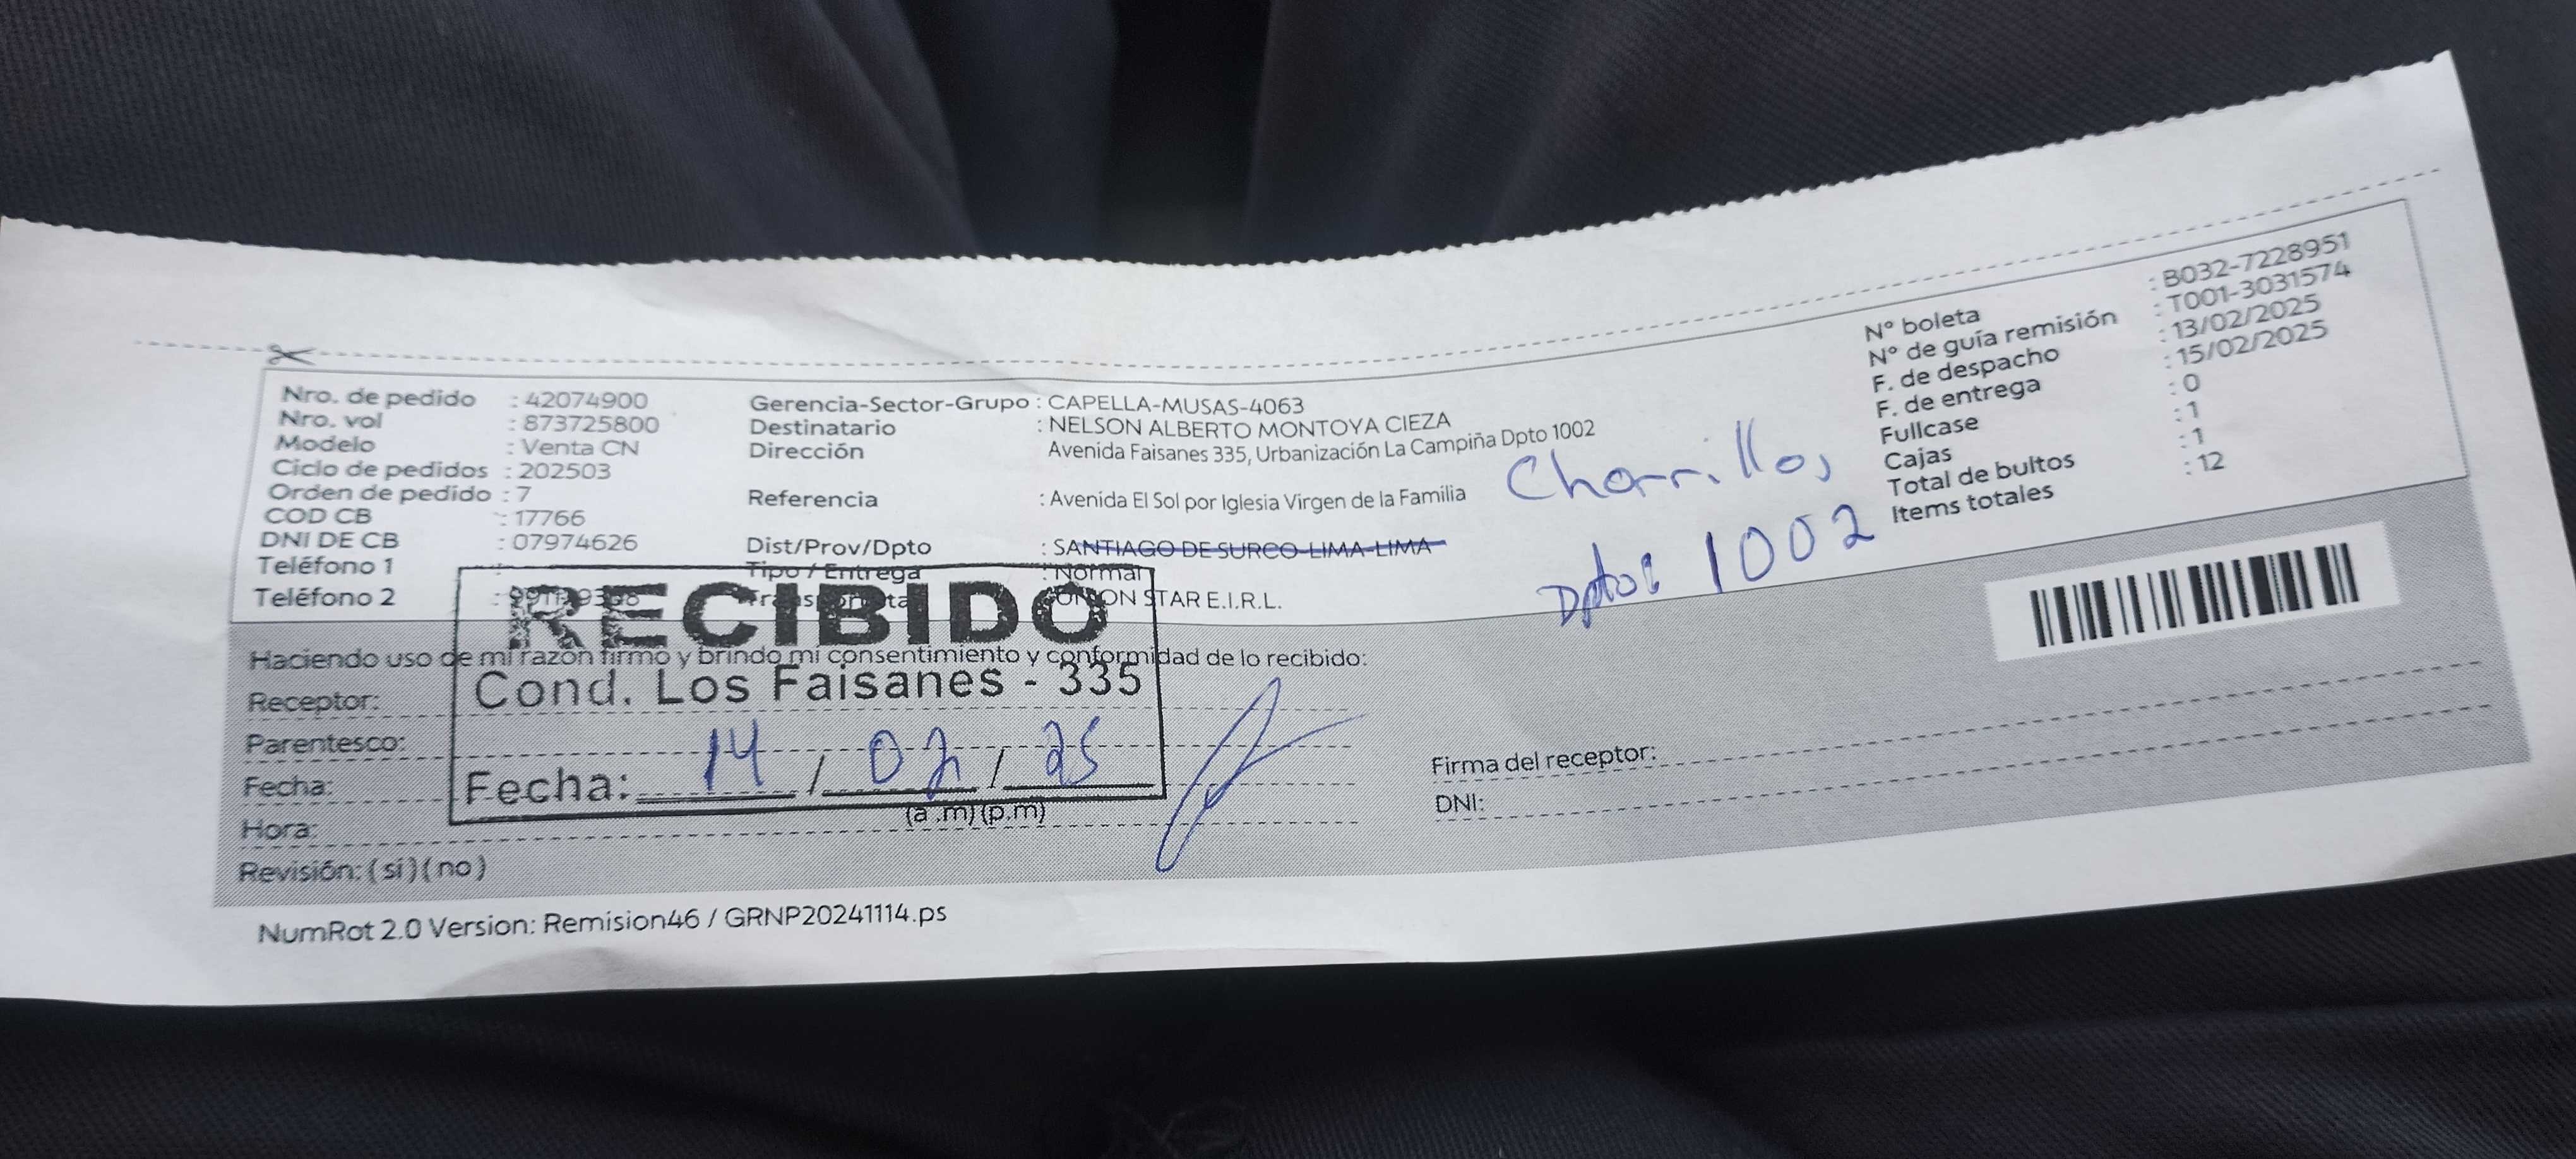 Nro. de pedido : 42074900
Nro. vol : 873725800
Modelo : Venta CN
Ciclo de pedidos : 202503
Orden de pedido : 7
COD CB : 17766
DNI DE CB : 07974626
Teléfono 1 :
Teléfono 2 :
Gerencia-Sector-Grupo : CAPELLA-MUSAS-4063
Destinatario : NELSON ALBERTO MONTOYA CIEZA
Dirección Avenida Faisanes 335, Urbanización La Campiña Dpto 1002
Referencia : Avenida El Sol por Iglesia Virgen de la Familia
Dist/Prov/Dpto : SANTIAGO DE SURCO-LIMA-LIMA
Tipo / Entrega : Normal
STAR E.I.R.L.
Chorrillos
Dpto: 1002
N° boleta : B032-7228951
N° de guía remisión : T001-3031574
F. de despacho : 13/02/2025
F. de entrega : 15/02/2025
Fullcase : 0
Cajas : 1
Total de bultos : 1
Items totales : 12
RECIBIDO
Haciendo uso de mi razón firmo y brindo mi consentimiento y conformidad de lo recibido:
Cond. Los Faisanes - 335
Receptor:
Parentesco:
Fecha:
Fecha: 14 / 02 / 25
Hora: (a.m)(p.m)
Revisión: (si)(no)
Firma del receptor:
DNI:
NumRot 2.0 Version: Remision46 / GRNP20241114.ps